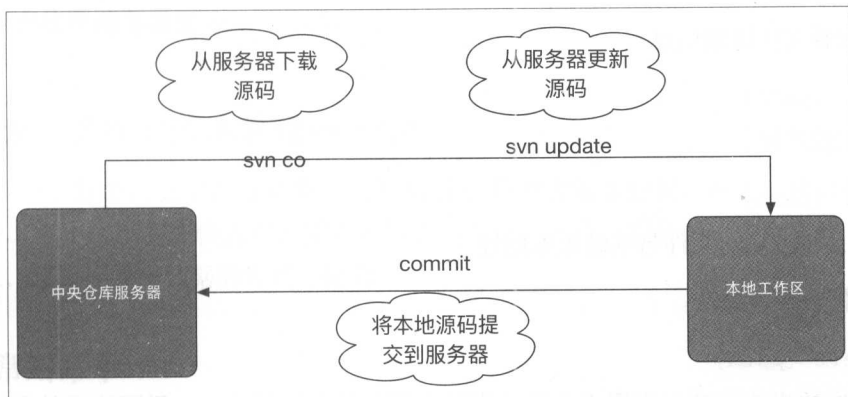 从服务器下载
源码
从服务器更新
源码
svn co
svn update
中央仓库服务器
commit
本地工作区
将本地源码提
交到服务器